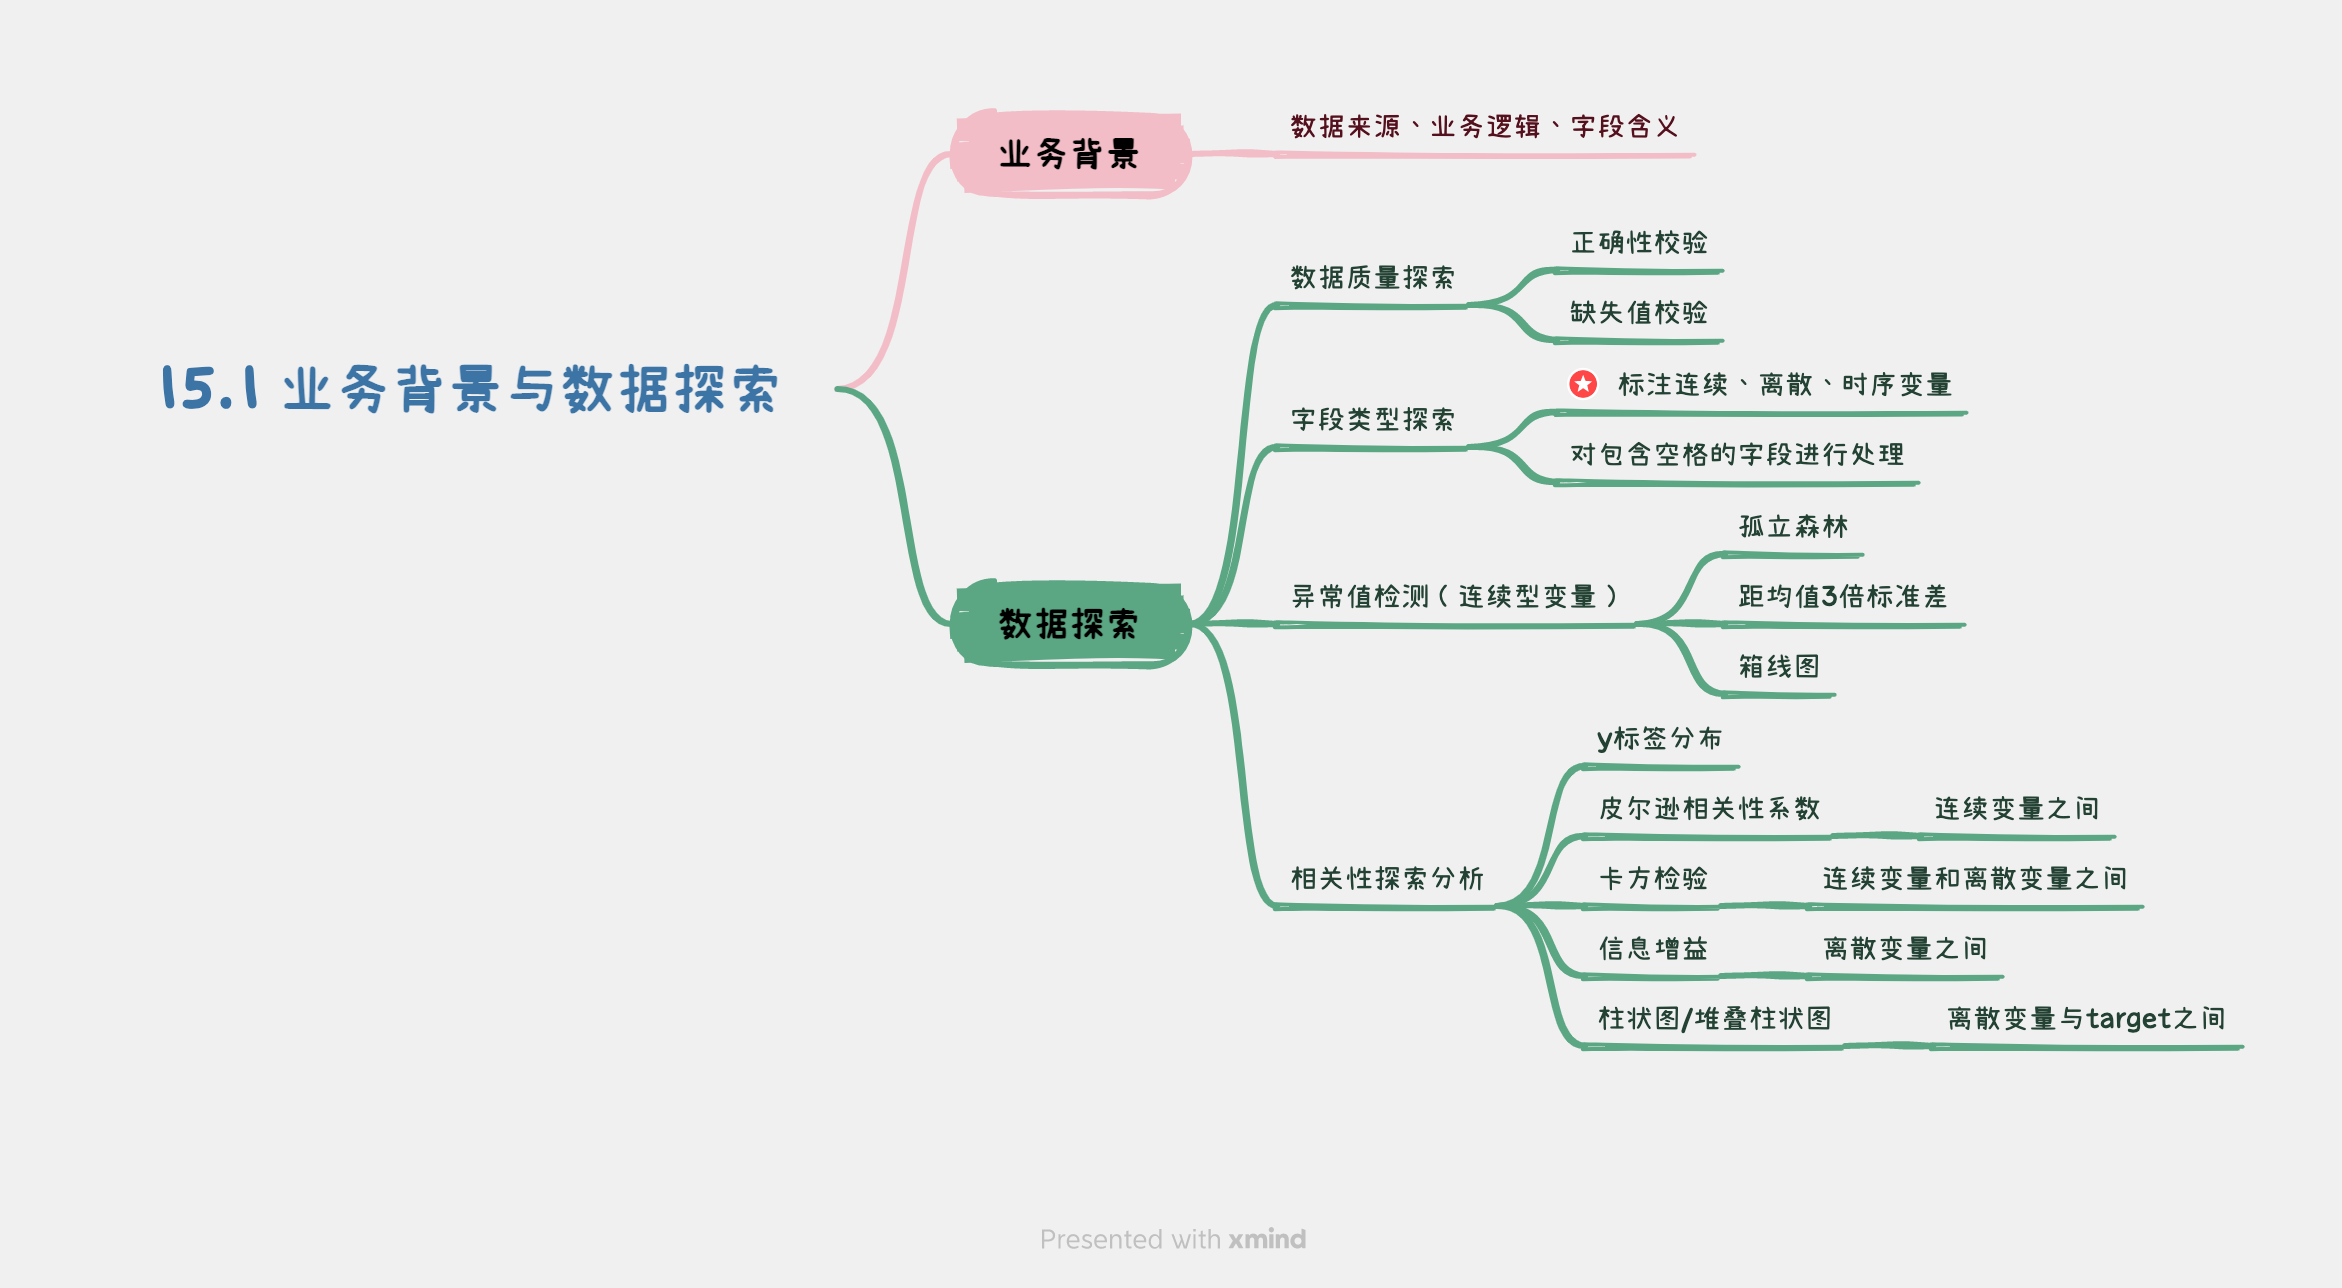 15.1 业务背景与数据探索
业务背景
数据来源、业务逻辑、字段含义
数据探索
数据质量探索
正确性校验
缺失值校验
字段类型探索
标注连续、离散、时序变量
对包含空格的字段进行处理
异常值检测（连续型变量）
孤立森林
距均值3倍标准差
箱线图
相关性探索分析
y标签分布
皮尔逊相关性系数
连续变量之间
卡方检验
连续变量和离散变量之间
信息增益
离散变量之间
柱状图/堆叠柱状图
离散变量与target之间
Presented with xmind